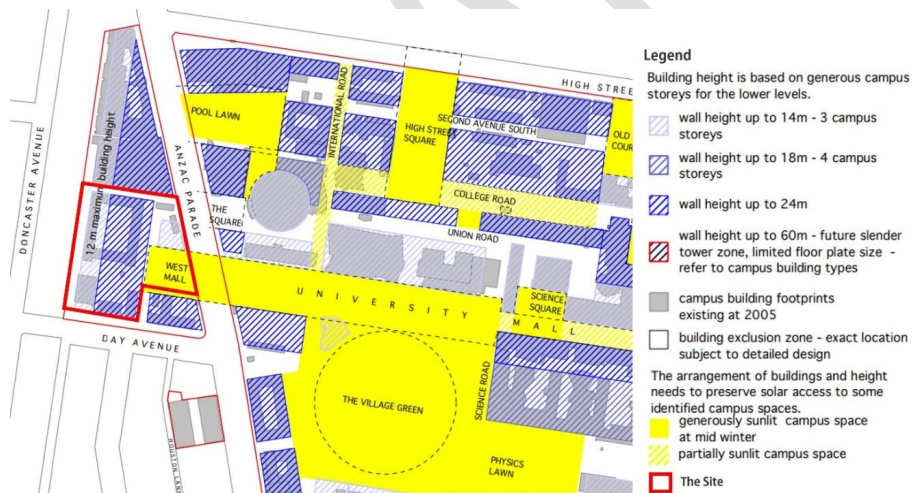 HIGH STREE
DONCASTER AVENUE
12 m maximum building height
ANZAC PARADE
POOL LAWN
INTERNATIONAL ROAD
HIGH STREET
SQUARE
SECOND AVENUE SOUTH
OLD
COUR
COLLEGE ROAD
THE
SQUARE
UNION ROAD
WEST
MALL
UNIVERSITY
MALL
SCIENCE
SQUARE
DAY AVENUE
THE VILLAGE GREEN
SCIENCE ROAD
PHYSICS
LAWN
HOUSTON LANE
Legend
Building height is based on generous campus
storeys for the lower levels.
wall height up to 14m - 3 campus
storeys
wall height up to 18m - 4 campus
storeys
wall height up to 24m
wall height up to 60m - future slender
tower zone, limited floor plate size -
refer to campus building types
campus building footprints
existing at 2005
building exclusion zone - exact location
subject to detailed design
The arrangement of buildings and height
needs to preserve solar access to some
identified campus spaces.
generously sunlit campus space
at mid winter
partially sunlit campus space
The Site